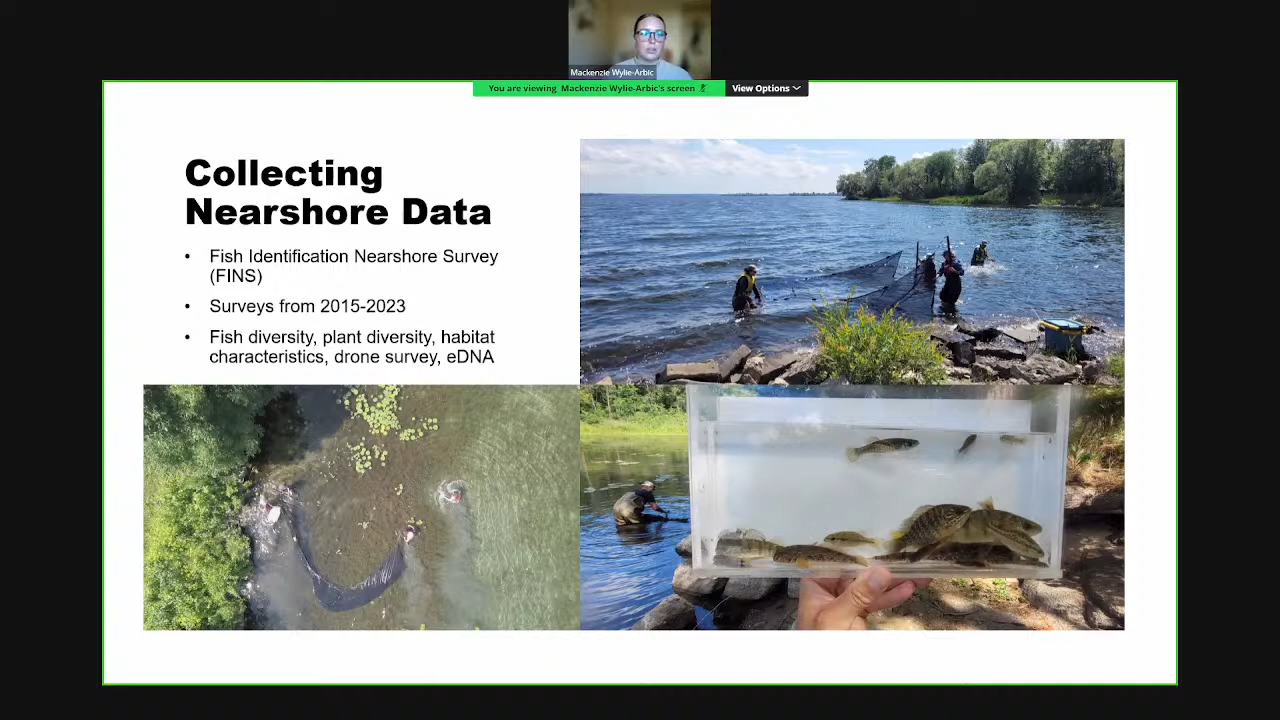 Mackenzie Wylie-Arbic
You are viewing Mackenzie Wylie-Arbic's screen
View Options
Collecting
Nearshore Data
• Fish Identification Nearshore Survey
(FINS)
• Surveys from 2015-2023
• Fish diversity, plant diversity, habitat
characteristics, drone survey, eDNA